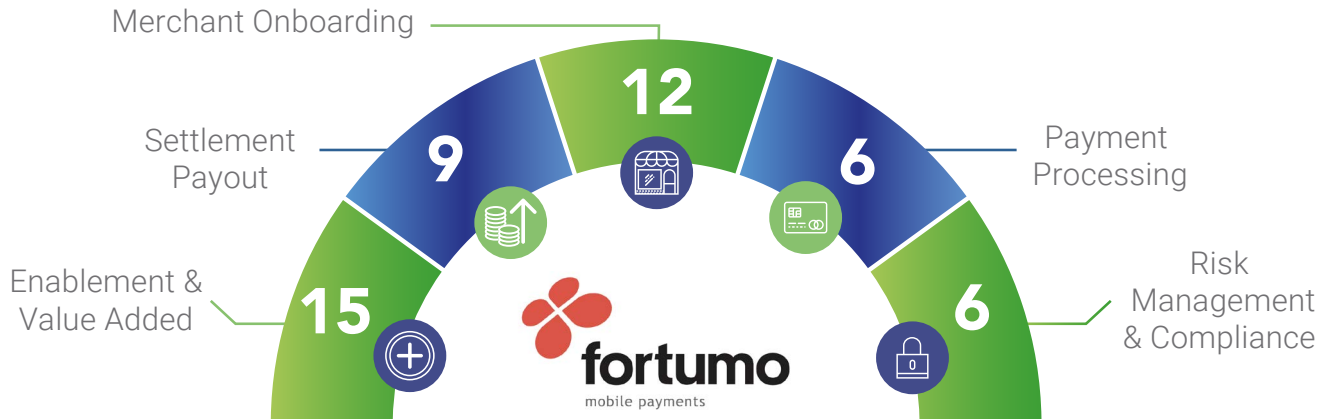 Merchant Onboarding
12
Settlement
Payout
9
6
Payment
Processing
Enablement &
Value Added
15
6
Risk
Management
& Compliance
0
fortumo
mobile payments